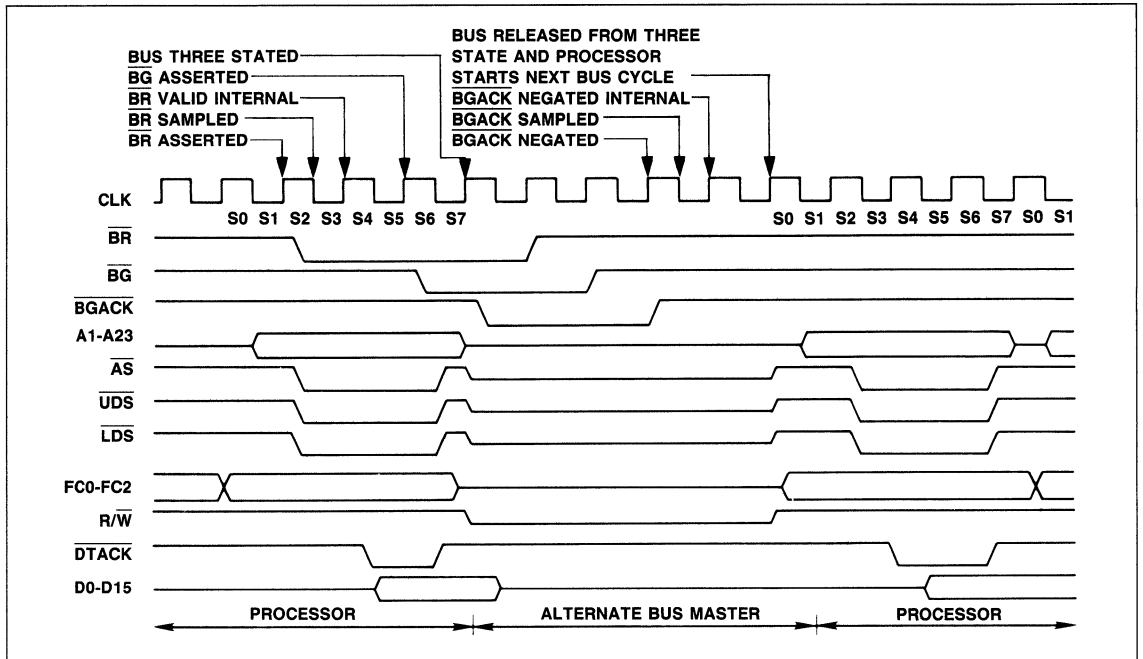 BUS THREE STATED
BG ASSERTED
BR VALID INTERNAL
BR SAMPLED
BR ASSERTED
BUS RELEASED FROM THREE
STATE AND PROCESSOR
STARTS NEXT BUS CYCLE
BGACK NEGATED INTERNAL
BGACK SAMPLED
BGACK NEGATED
CLK
S0 S1 S2 S3 S4 S5 S6 S7 S0 S1 S2 S3 S4 S5 S6 S7 S0 S1
BR
BG
BGACK
A1-A23
AS
UDS
LDS
FC0-FC2
R/W
DTACK
D0-D15
PROCESSOR ALTERNATE BUS MASTER PROCESSOR